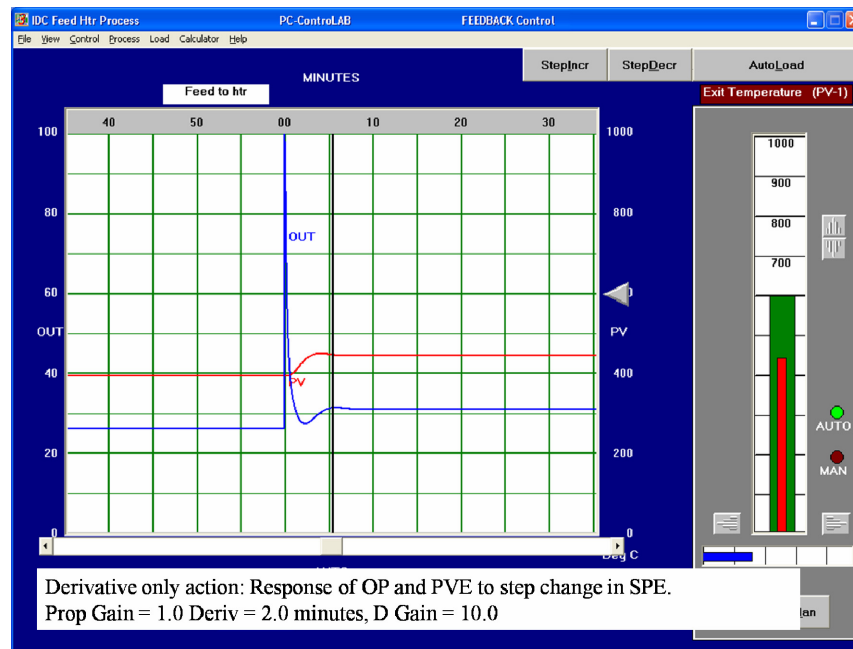 IDC Feed Htr Process PC-ControLAB FEEDBACK Control
File View Control Process Load Calculator Help
StepIncr StepDecr AutoLoad
MINUTES
Feed to htr
Exit Temperature (PV-1)
40 50 00 10 20 30
100 1000
80 800
OUT
60
OUT PV
40 400
PV
20 200
0 0
Deg C
1000
900
800
700
AUTO
MAN
Derivative only action: Response of OP and PVE to step change in SPE.
Prop Gain = 1.0 Deriv = 2.0 minutes, D Gain = 10.0